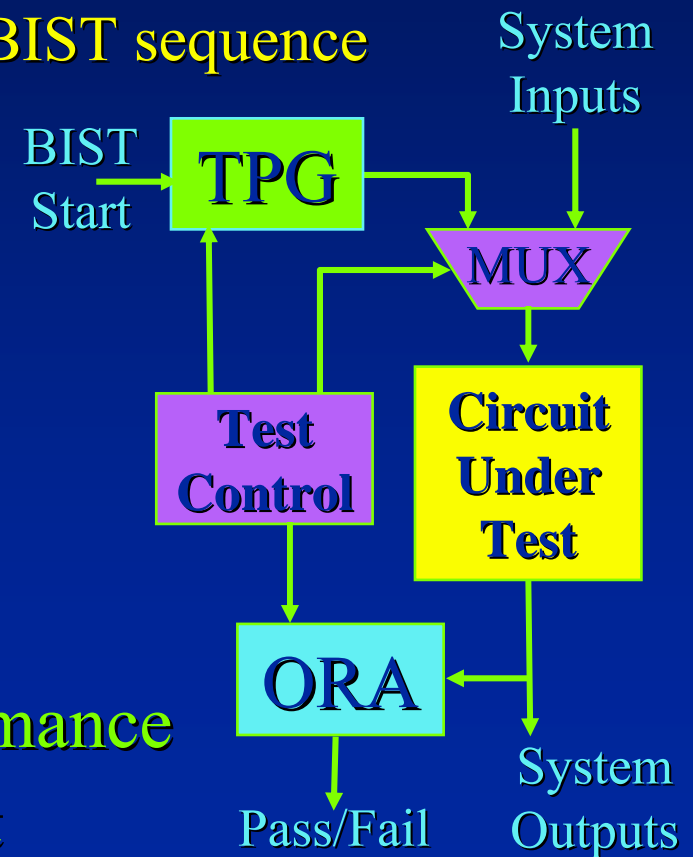 BIST sequence
System
Inputs
BIST
Start
TPG
MUX
Test
Control
Circuit
Under
Test
ORA
mance
System
Outputs
Pass/Fail